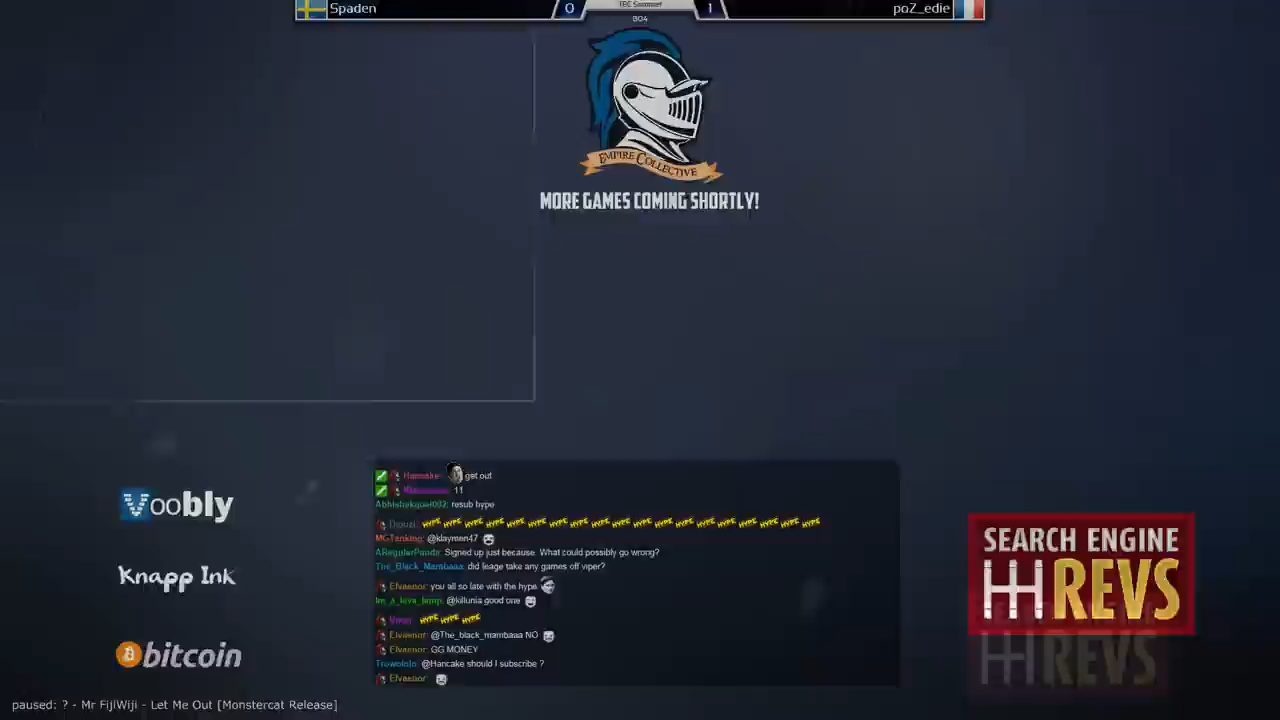 Spaden 0 1 poZ_edie
BO4
EMPIRE COLLECTIVE
MORE GAMES COMING SHORTLY!
Hancake: get out
11
resub hype
HYPE HYPE HYPE HYPE HYPE HYPE HYPE HYPE HYPE HYPE HYPE HYPE HYPE HYPE HYPE HYPE HYPE HYPE HYPE
MGTanking: @klaymen47
ARegularPanda: Signed up just because. What could possibly go wrong?
The_Black_Mambaaa: did leage take any games off viper?
Elvaenor: you all so late with the hype
Im_a_lava_lamp: @killunia good one
HYPE HYPE HYPE
Elvaenor: @The_black_mambaaa NO
Elvaenor: GG MONEY
Trowololo: @Hancake should I subscribe ?
Elvaenor:
Voobly
Knapp Ink
bitcoin
SEARCH ENGINE
REVS
paused: ? - Mr FijiWiji - Let Me Out [Monstercat Release]